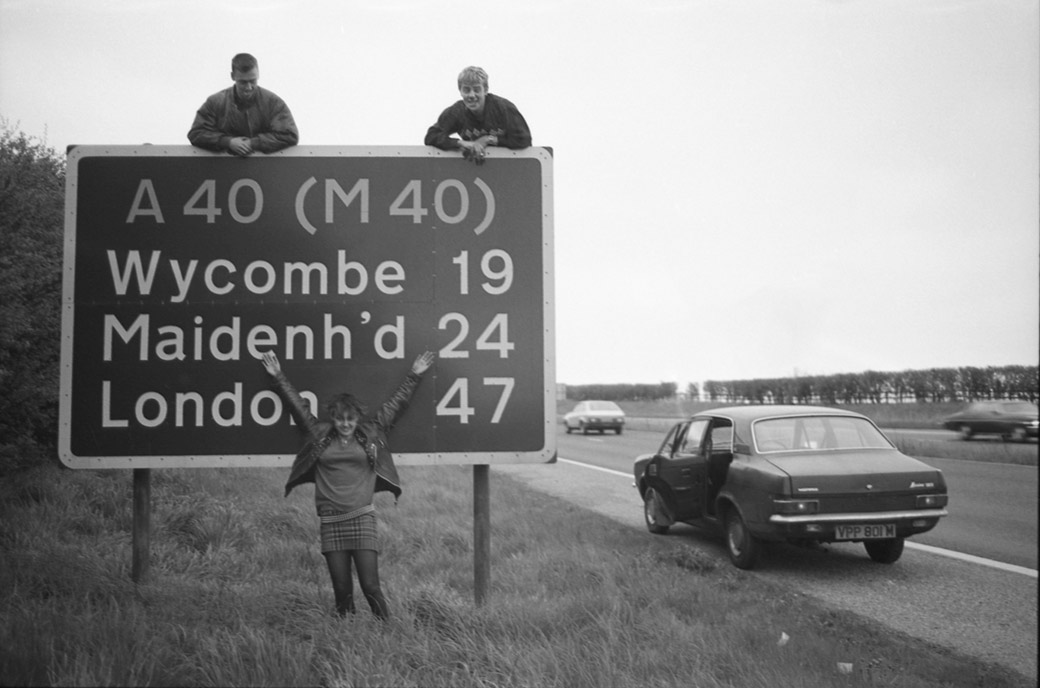 A 40 (M 40)
Wycombe 19
Maidenh'd 24
London 47
VPP 801 M